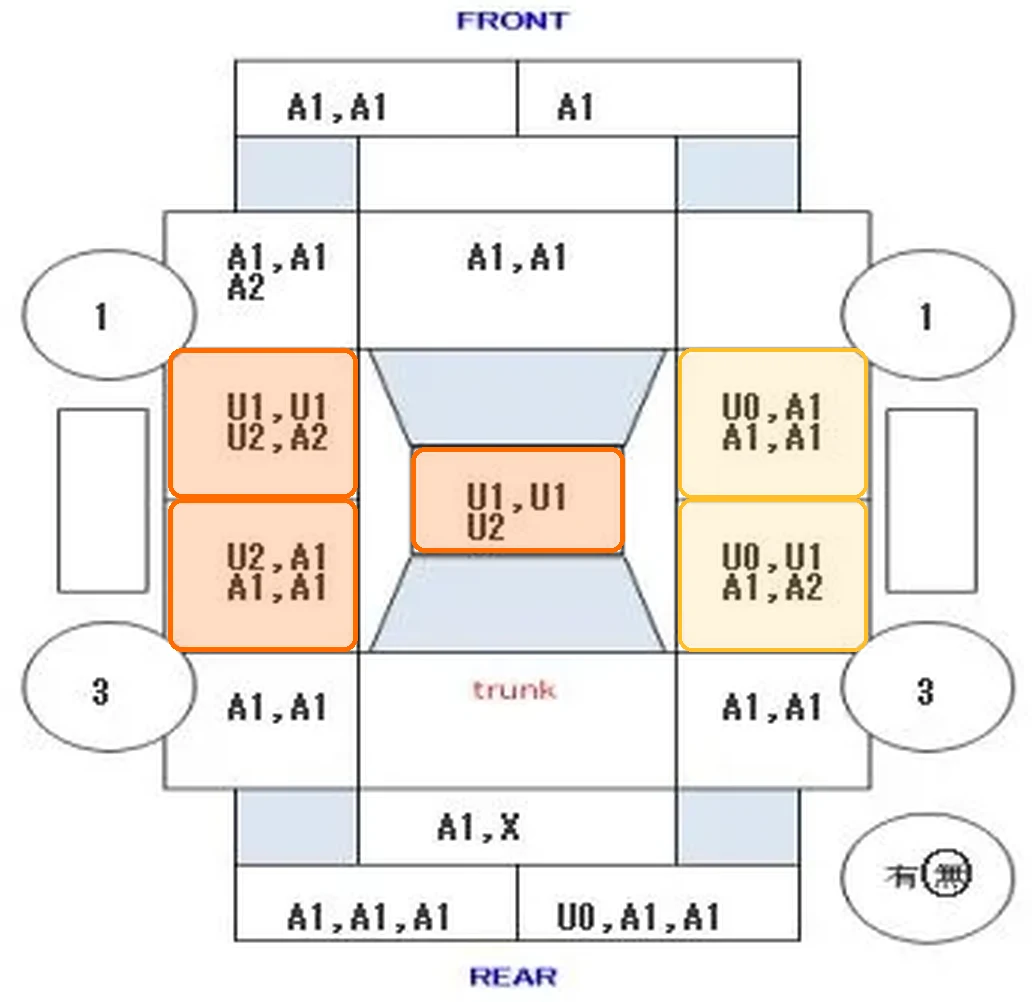 FRONT
A1,A1
A1
A1,A1
A2
A1,A1
1
1
U1,U1
U2,A2
U0,A1
A1,A1
U1,U1
U2
U2,A1
A1,A1
U0,U1
A1,A2
3
A1,A1
trunk
A1,A1
3
A1,X
有無
A1,A1,A1
U0,A1,A1
REAR